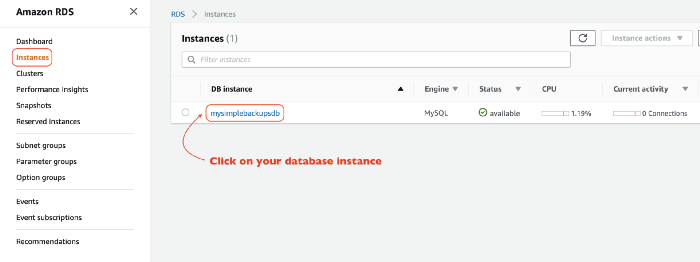 Amazon RDS
Dashboard
Instances
Clusters
Performance Insights
Snapshots
Reserved Instances
Subnet groups
Parameter groups
Option groups
Events
Event subscriptions
Recommendations
RDS > Instances
Instances (1)
Instance actions
Filter instances
DB instance Engine Status CPU Current activity
mysimplebackupsdb MySQL available 1.19% 0 Connections
Click on your database instance